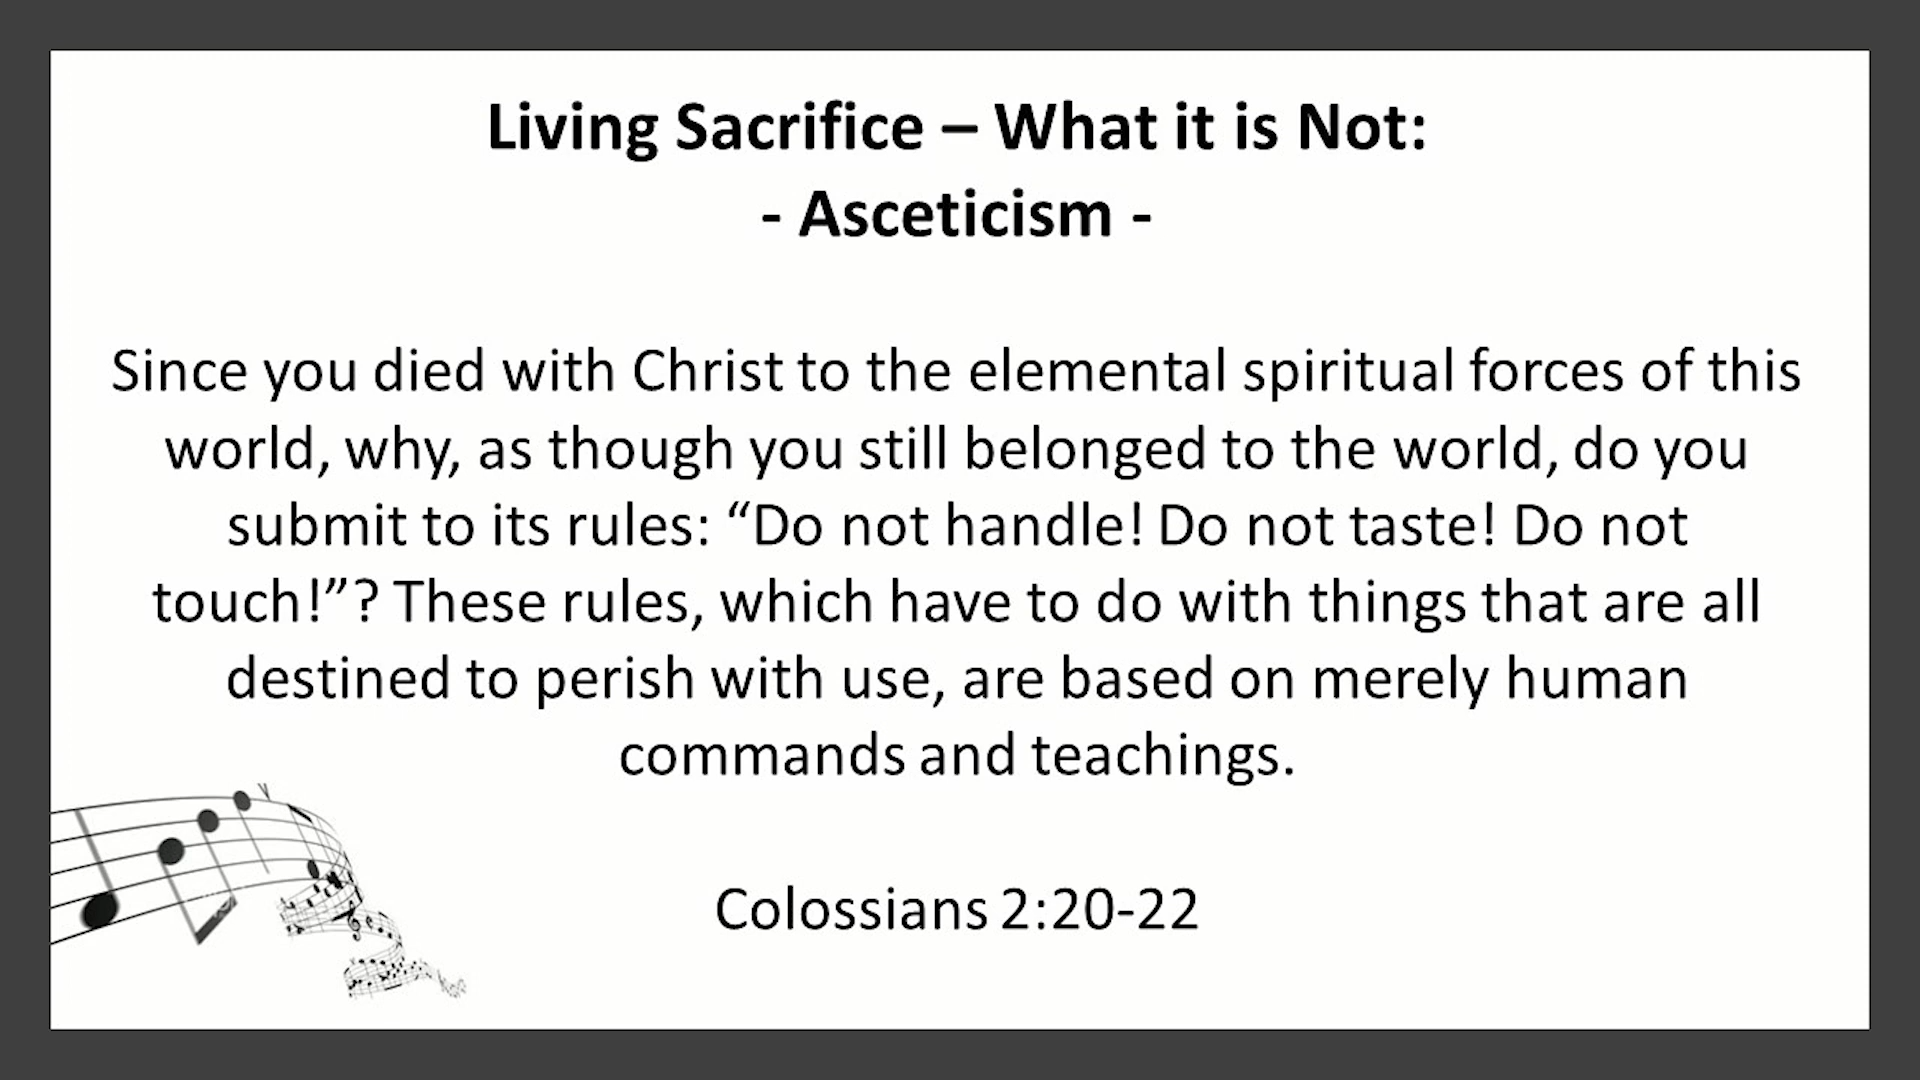 Living Sacrifice – What it is Not:
- Asceticism -
Since you died with Christ to the elemental spiritual forces of this
world, why, as though you still belonged to the world, do you
submit to its rules: “Do not handle! Do not taste! Do not
touch!”? These rules, which have to do with things that are all
destined to perish with use, are based on merely human
commands and teachings.
Colossians 2:20-22